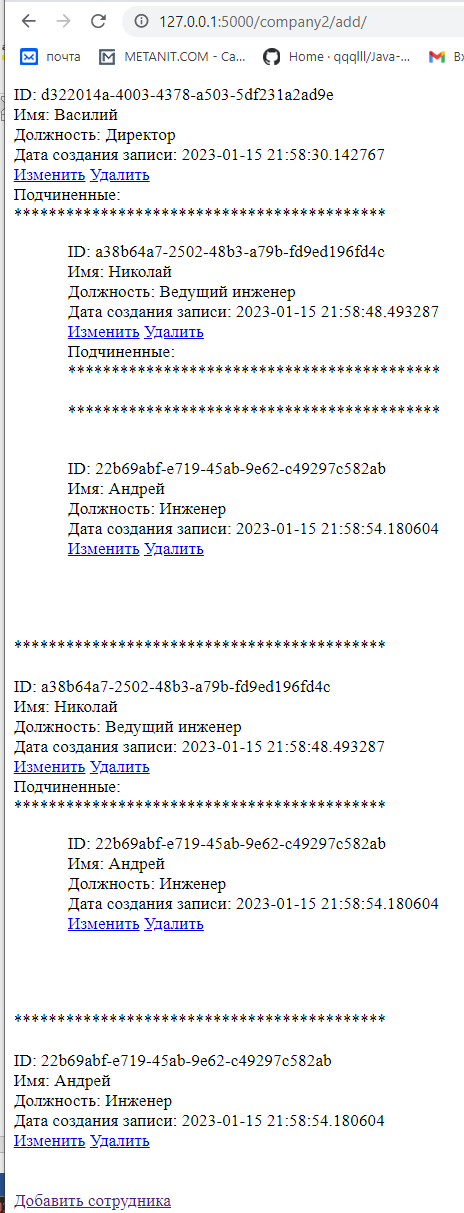 127.0.0.1:5000/company2/add/
почта METANIT.COM - Са... Home · qqqlll/Java-... Вх
ID: d322014a-4003-4378-a503-5df231a2ad9e
Имя: Василий
Должность: Директор
Дата создания записи: 2023-01-15 21:58:30.142767
Изменить Удалить
Подчиненные:
*******************************************
ID: a38b64a7-2502-48b3-a79b-fd9ed196fd4c
Имя: Николай
Должность: Ведущий инженер
Дата создания записи: 2023-01-15 21:58:48.493287
Изменить Удалить
Подчиненные:
*******************************************
*******************************************
ID: 22b69abf-e719-45ab-9e62-c49297c582ab
Имя: Андрей
Должность: Инженер
Дата создания записи: 2023-01-15 21:58:54.180604
Изменить Удалить
*******************************************
ID: a38b64a7-2502-48b3-a79b-fd9ed196fd4c
Имя: Николай
Должность: Ведущий инженер
Дата создания записи: 2023-01-15 21:58:48.493287
Изменить Удалить
Подчиненные:
*******************************************
ID: 22b69abf-e719-45ab-9e62-c49297c582ab
Имя: Андрей
Должность: Инженер
Дата создания записи: 2023-01-15 21:58:54.180604
Изменить Удалить
*******************************************
ID: 22b69abf-e719-45ab-9e62-c49297c582ab
Имя: Андрей
Должность: Инженер
Дата создания записи: 2023-01-15 21:58:54.180604
Изменить Удалить
Добавить сотрудника